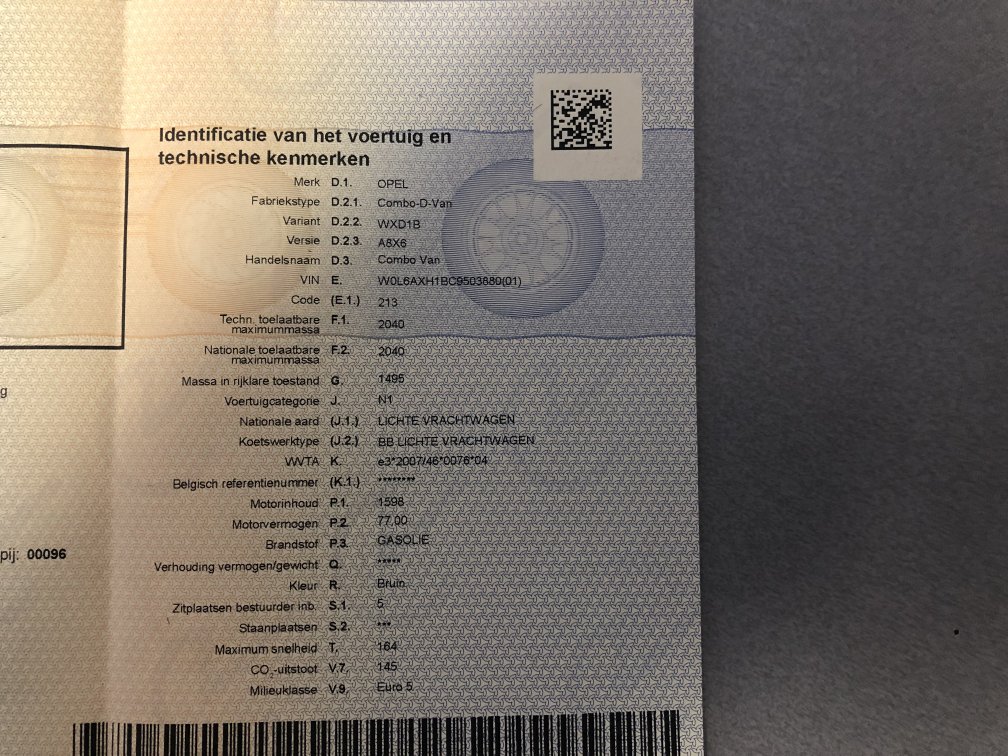 Identificatie van het voertuig en
technische kenmerken
Merk D.1. OPEL
Fabriekstype D.2.1. Combo-D-Van
Variant D.2.2. WXD1B
Versie D.2.3. A6X6
Handelsnaam D.3. Combo Van
VIN E. W0L6AXH1BC9503680(01)
Code (E.1.) 213
Techn. toelaatbare F.1. 2040
maximummassa
Nationale toelaatbare F.2. 2040
maximummassa
Massa in rijklare toestand G. 1496
Voertuigcategorie J. N1
Nationale aard (J.1.) LICHTE VRACHTWAGEN
Koetswerktype (J.2.) BB LICHTE VRACHTWAGEN
WVTA K. e3*2007/46*0076*04
Belgisch referentienummer (K.1.) *******
Motorinhoud P.1. 1598
Motorvermogen P.2. 77.00
Brandstof P.3. GASOLIE
Verhouding vermogen/gewicht Q. *****
Kleur R. Bruin
Zitplaatsen bestuurder inb. S.1. 5
Staanplaatsen S.2. ***
Maximum snelheid T. 164
CO₂-uitstoot V.7. 145
Milieuklasse V.9. Euro 5
g
pij: 00096